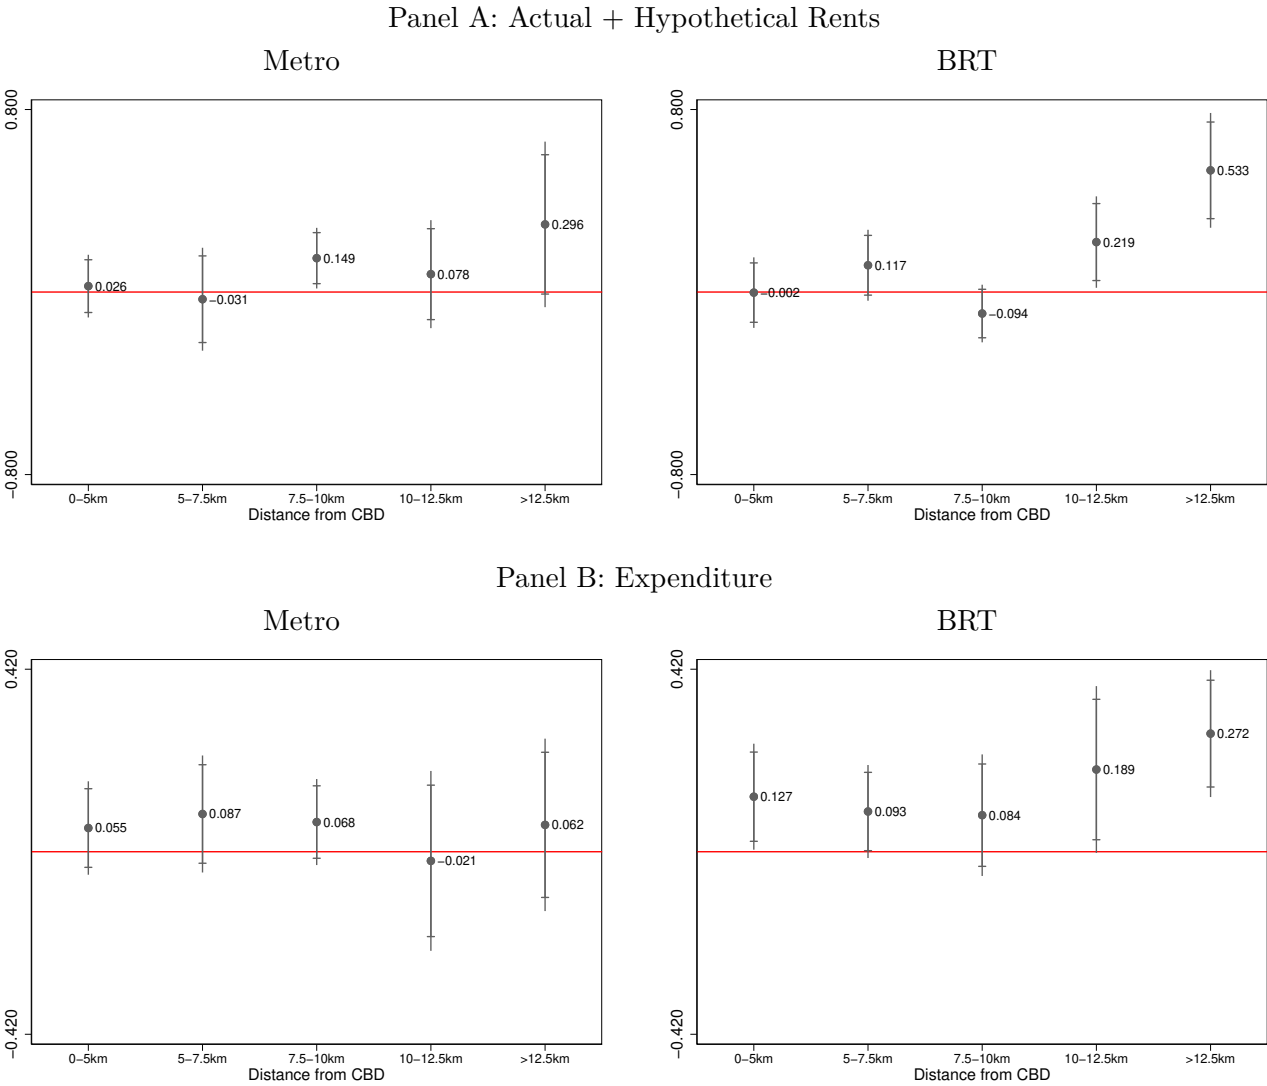 Panel A: Actual + Hypothetical Rents
Metro
BRT
0.800
−0.800
0.026
−0.031
0.149
0.078
0.296
0−5km
5−7.5km
7.5−10km
10−12.5km
>12.5km
Distance from CBD
0.800
−0.800
−0.002
0.117
−0.094
0.219
0.533
0−5km
5−7.5km
7.5−10km
10−12.5km
>12.5km
Distance from CBD
Panel B: Expenditure
Metro
BRT
0.420
−0.420
0.055
0.087
0.068
−0.021
0.062
0−5km
5−7.5km
7.5−10km
10−12.5km
>12.5km
Distance from CBD
0.420
−0.420
0.127
0.093
0.084
0.189
0.272
0−5km
5−7.5km
7.5−10km
10−12.5km
>12.5km
Distance from CBD